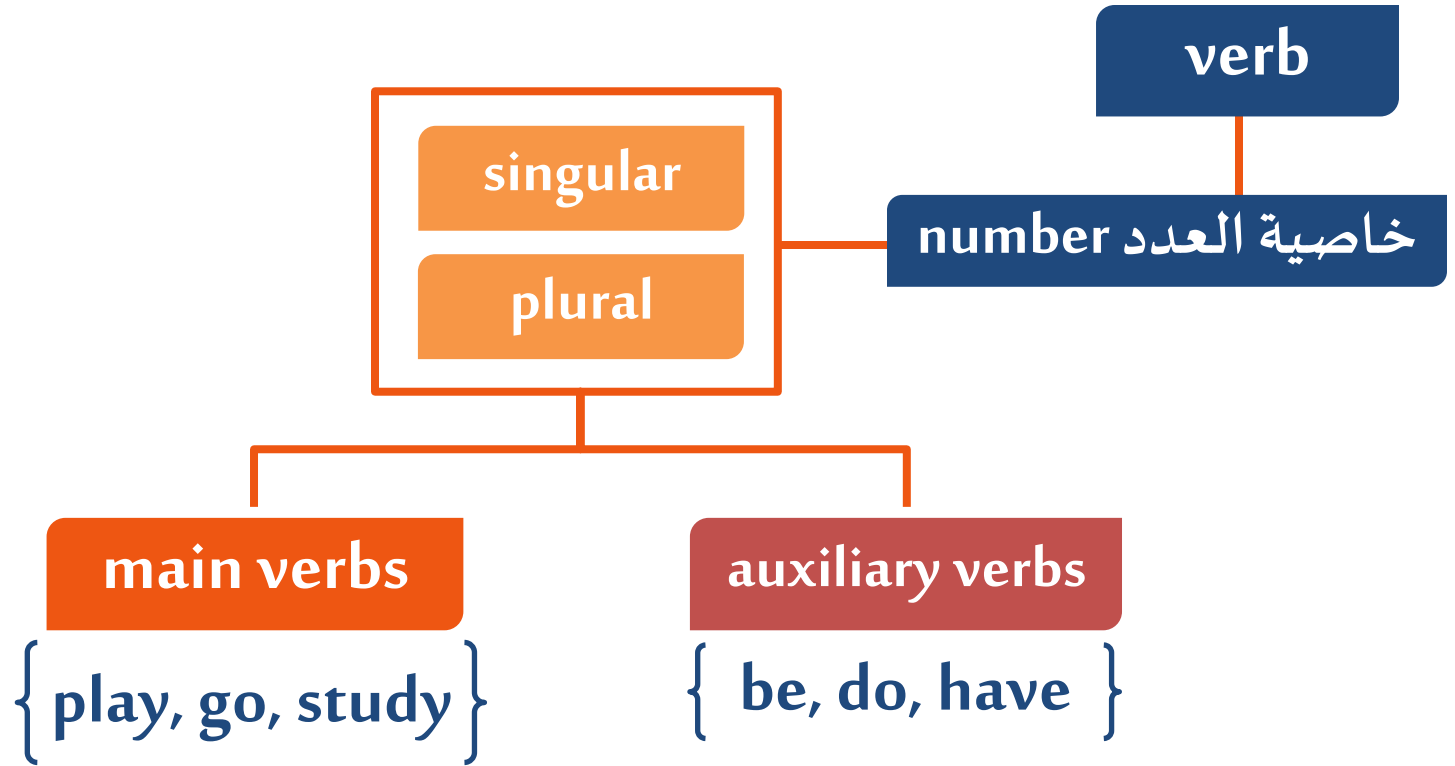 verb
number خاصية العدد
singular
plural
main verbs
auxiliary verbs
{play, go, study}
{ be, do, have }